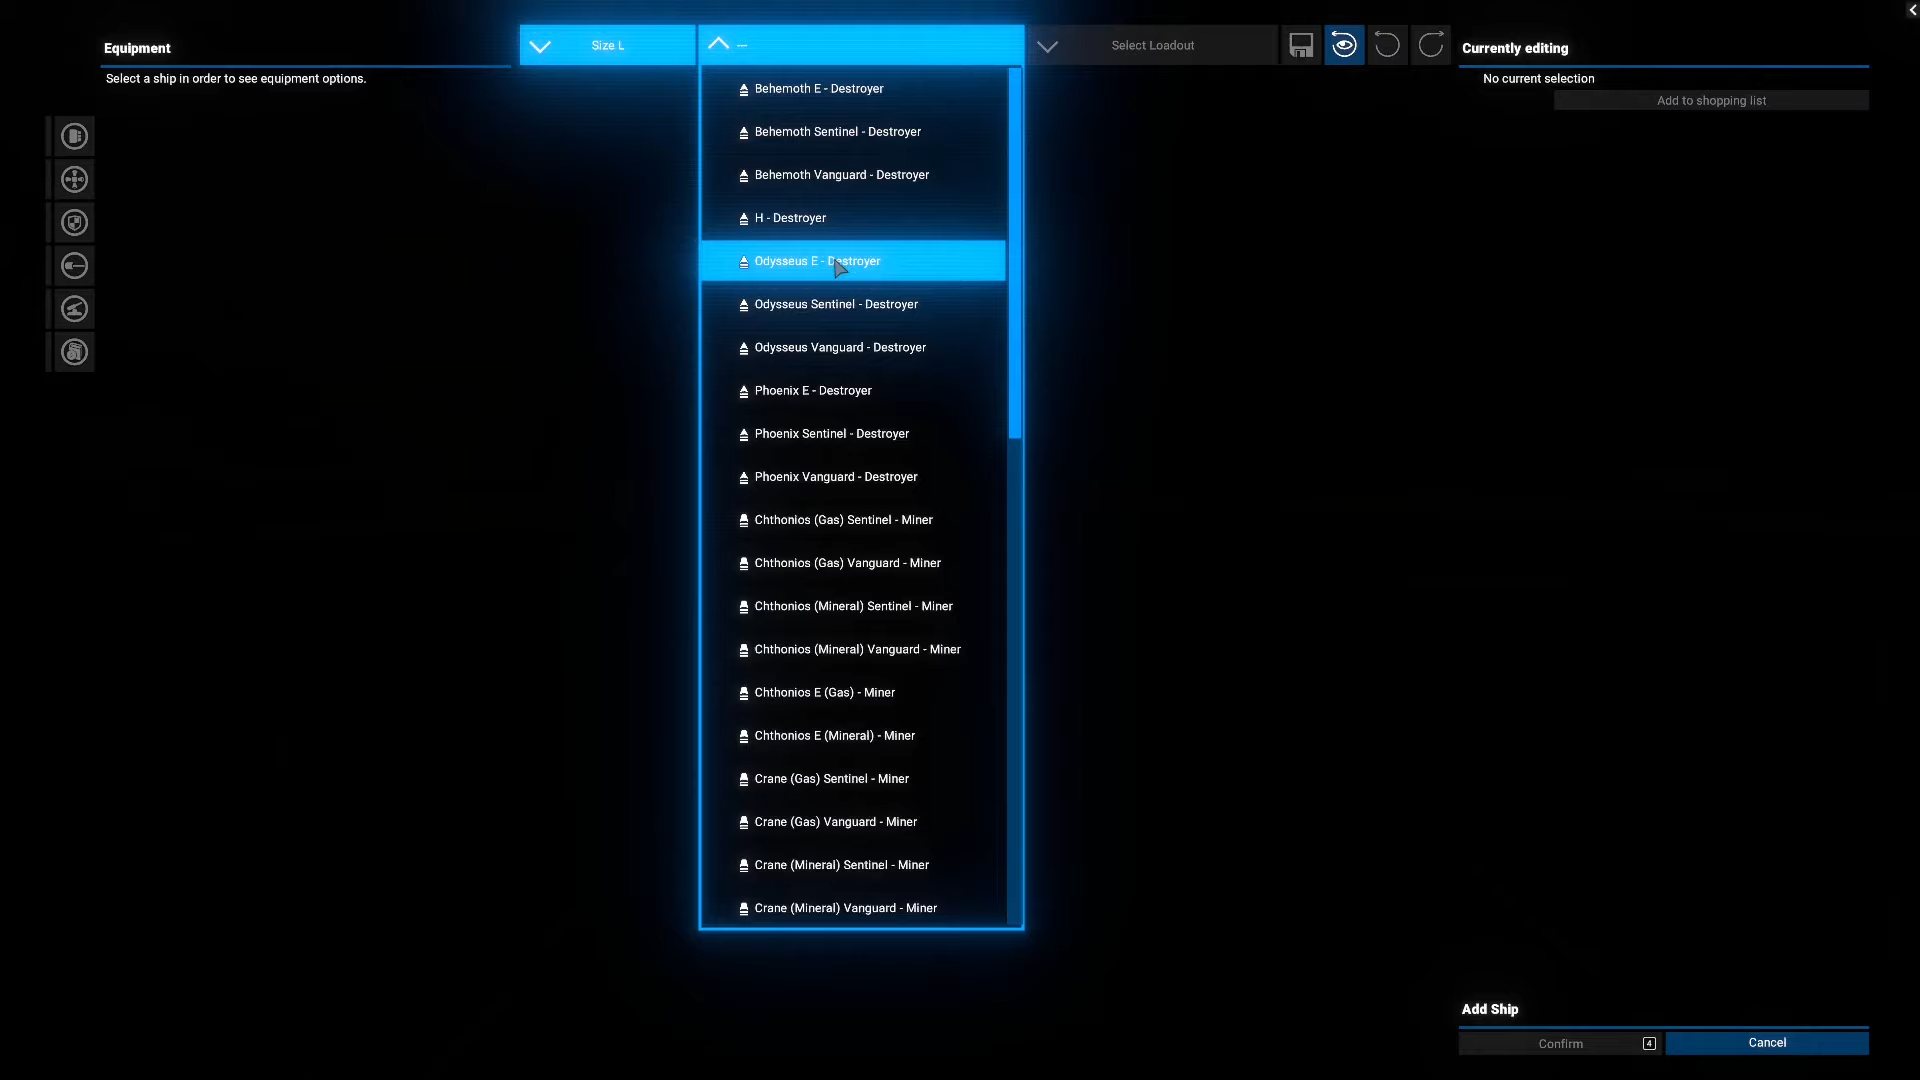 Equipment
Select a ship in order to see equipment options.
Size L
---
Select Loadout
Currently editing
No current selection
Add to shopping list
Behemoth E - Destroyer
Behemoth Sentinel - Destroyer
Behemoth Vanguard - Destroyer
H - Destroyer
Odysseus E - Destroyer
Odysseus Sentinel - Destroyer
Odysseus Vanguard - Destroyer
Phoenix E - Destroyer
Phoenix Sentinel - Destroyer
Phoenix Vanguard - Destroyer
Chthonios (Gas) Sentinel - Miner
Chthonios (Gas) Vanguard - Miner
Chthonios (Mineral) Sentinel - Miner
Chthonios (Mineral) Vanguard - Miner
Chthonios E (Gas) - Miner
Chthonios E (Mineral) - Miner
Crane (Gas) Sentinel - Miner
Crane (Gas) Vanguard - Miner
Crane (Mineral) Sentinel - Miner
Crane (Mineral) Vanguard - Miner
Add Ship
Confirm 4
Cancel